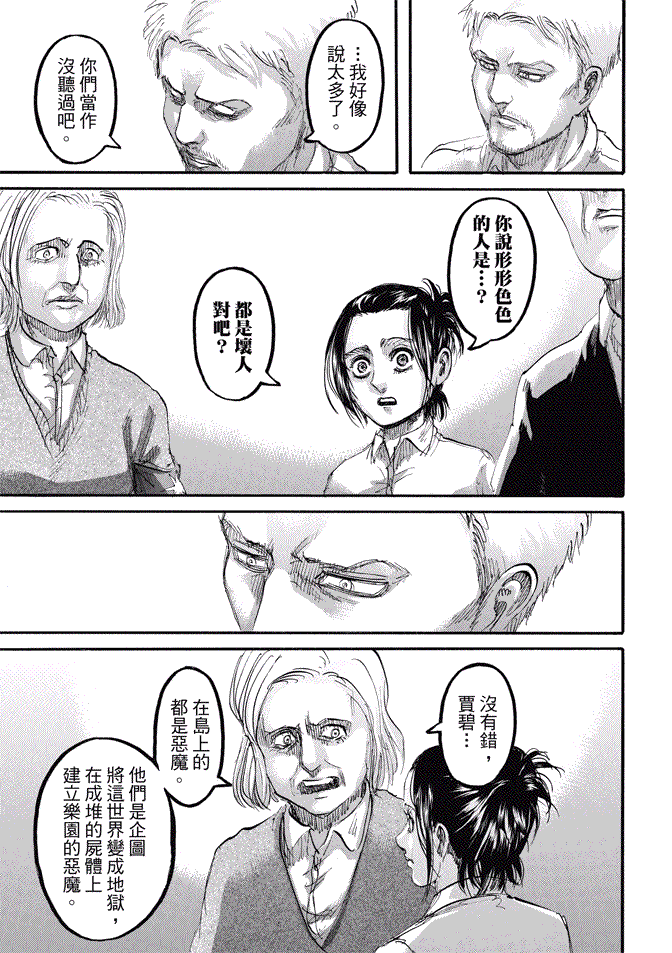 …我好像
說太多了。
你們當作
沒聽過吧。
你說形形色色
的人是…？
都是壞人
對吧？
沒有錯，
賈碧…
在島上的
都是惡魔。
他們是企圖
將這世界變成地獄，
在成堆的屍體上
建立樂園的惡魔。